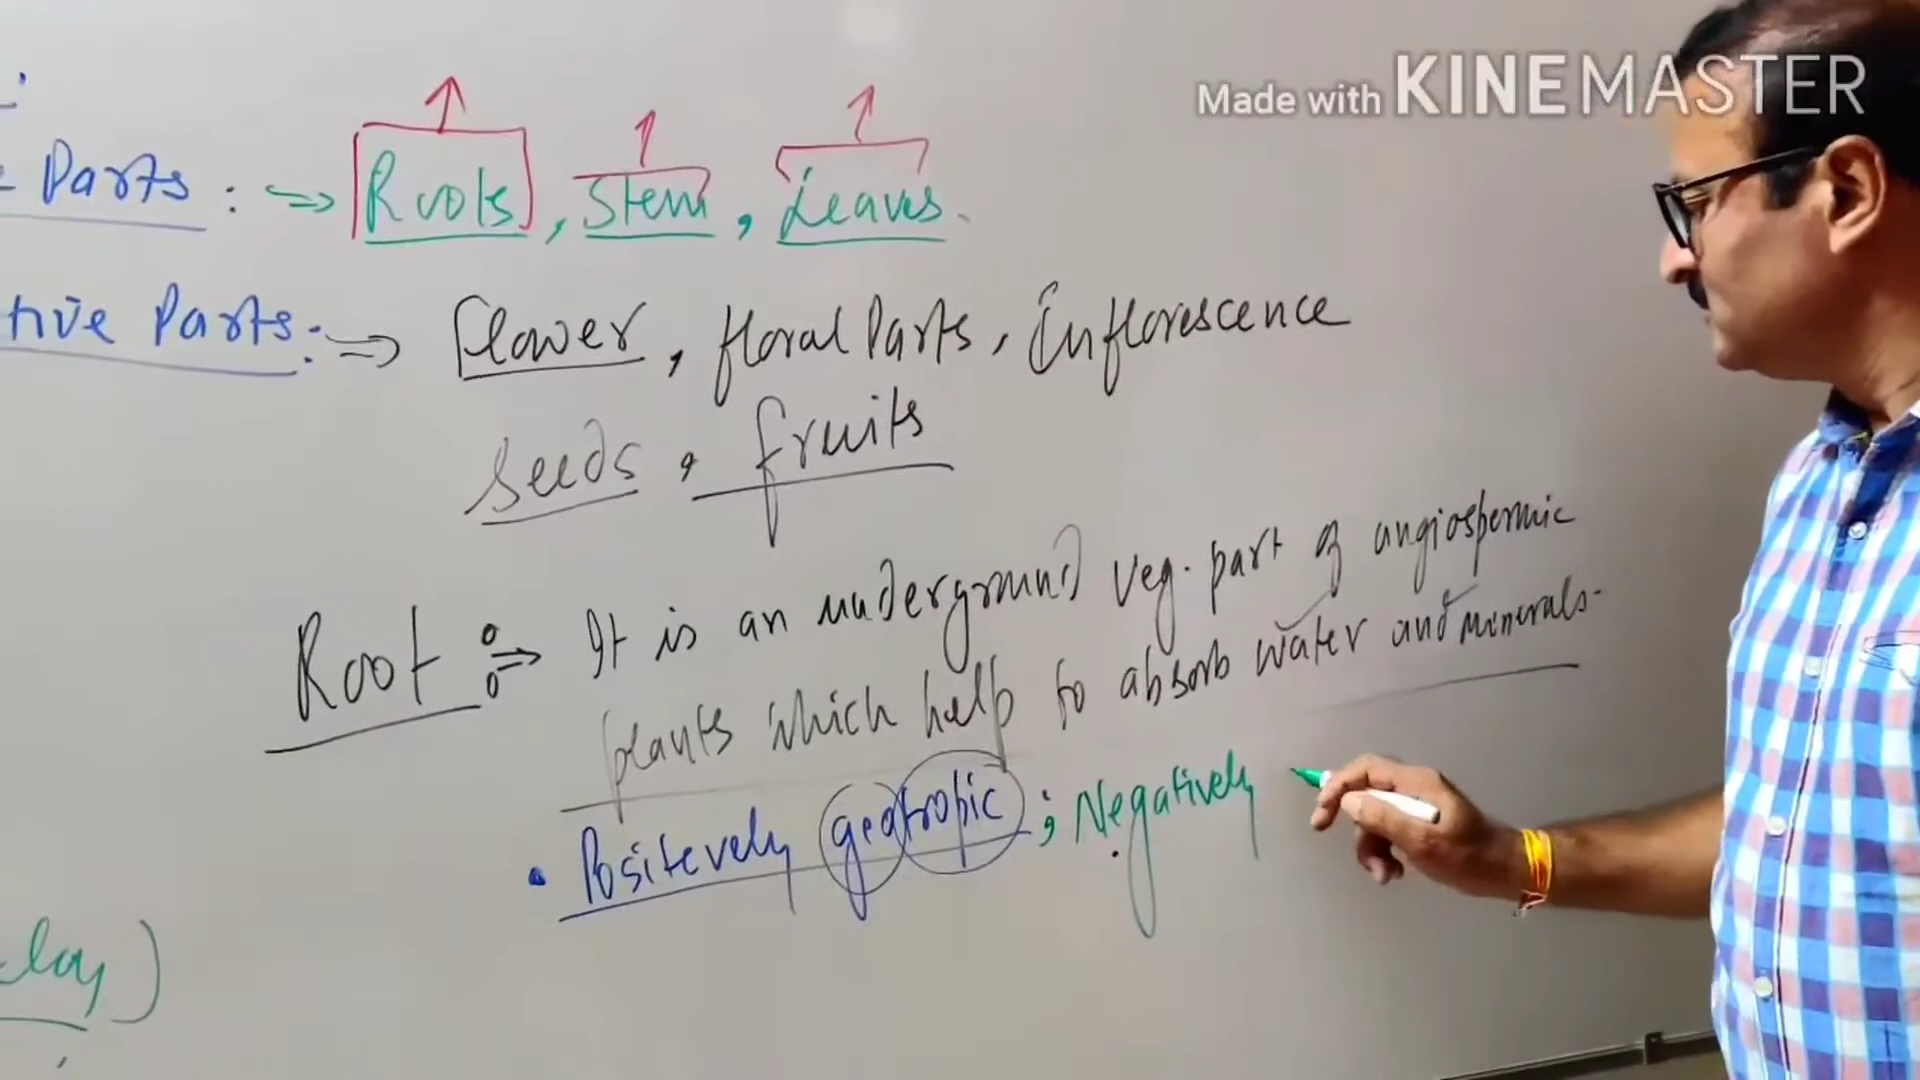 Made with KINEMASTER
Parts : ⇒ Roots , Stem , Leaves.
tive Parts : ⇒ Flower , floral Parts , Inflorescence
Seeds , fruits
Root : ⇒ It is an underground veg. part of angiospermic
plants which help to absorb water and minerals.
• Positevely geotropic ; Negatively
lay )